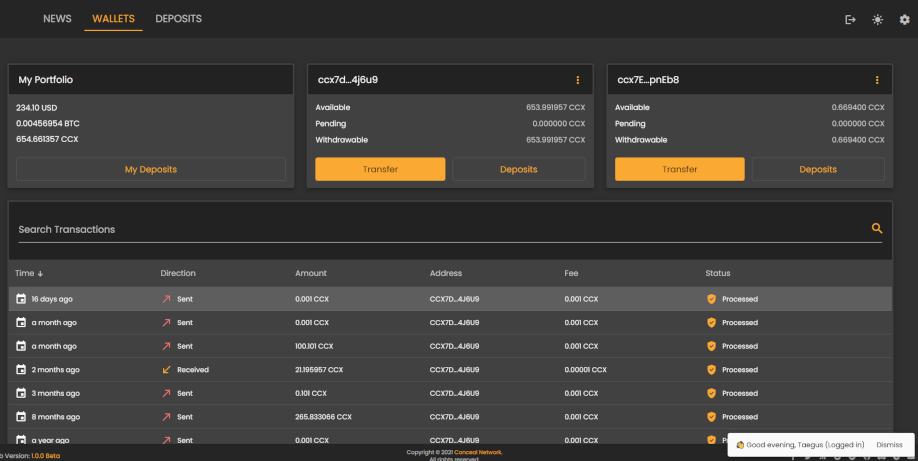 NEWS WALLETS DEPOSITS
My Portfolio
234.10 USD
0.00456954 BTC
654.661357 CCX
My Deposits
ccx7d...4j6u9
Available 653.991957 CCX
Pending 0.000000 CCX
Withdrawable 653.991957 CCX
Transfer Deposits
ccx7E...pnEb8
Available 0.669400 CCX
Pending 0.000000 CCX
Withdrawable 0.669400 CCX
Transfer Deposits
Search Transactions
Time Direction Amount Address Fee Status
16 days ago Sent 0.001 CCX CCX7D...4J6U9 0.001 CCX Processed
a month ago Sent 0.001 CCX CCX7D...4J6U9 0.001 CCX Processed
a month ago Sent 100.101 CCX CCX7D...4J6U9 0.001 CCX Processed
2 months ago Received 21.195957 CCX CCX7D...4J6U9 0.00001 CCX Processed
3 months ago Sent 0.101 CCX CCX7D...4J6U9 0.001 CCX Processed
8 months ago Sent 265.833066 CCX CCX7D...4J6U9 0.001 CCX Processed
a year ago Sent 0.001 CCX CCX7D...4J6U9 0.001 CCX
Good evening, Taegus (Logged in) Dismiss
b Version: 1.0.0 Beta
Copyright © 2021 Conceal Network.
All rights reserved.